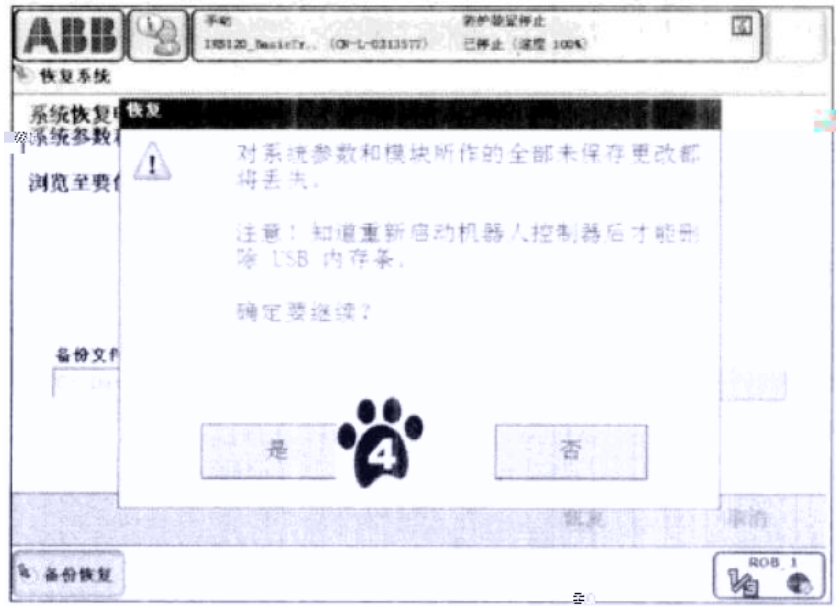 ABB
手动
防护装置停止
IRB120_BasicTr.. (CN-L-0313577)
已停止 (速度 100%)
恢复系统
系统恢复
系统参数
浏览至要
恢复
对系统参数和模块所作的全部未保存更改都
将丢失.
注意! 知道重新启动机器人控制器后才能删
除 USB 内存条.
确定要继续?
备份文件
是
4
否
恢复
取消
备份恢复
ROB_1